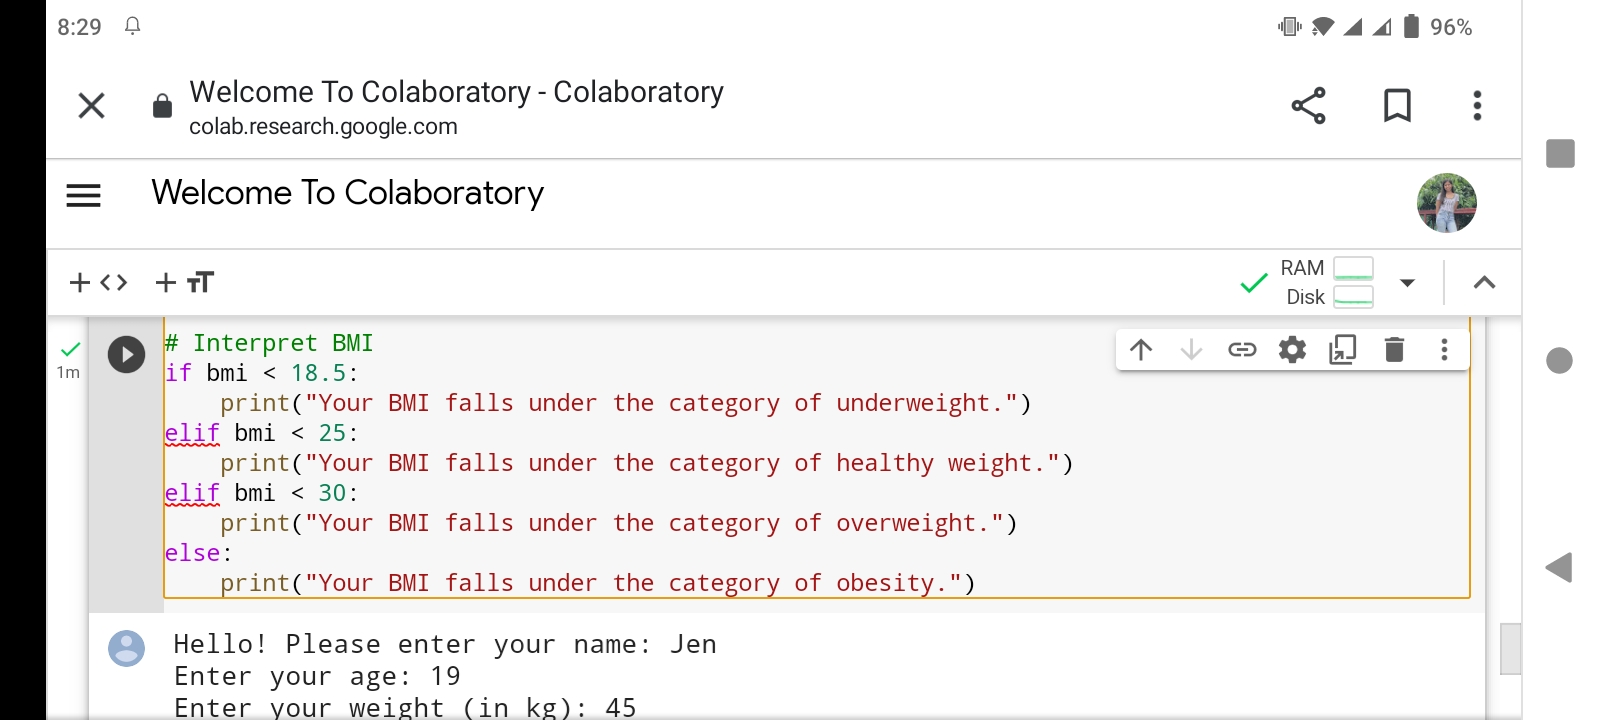 8:29
96%
Welcome To Colaboratory - Colaboratory
colab.research.google.com
Welcome To Colaboratory
+ <> + TT
RAM
Disk
1m
# Interpret BMI
if bmi < 18.5:
    print("Your BMI falls under the category of underweight.")
elif bmi < 25:
    print("Your BMI falls under the category of healthy weight.")
elif bmi < 30:
    print("Your BMI falls under the category of overweight.")
else:
    print("Your BMI falls under the category of obesity.")
Hello! Please enter your name: Jen
Enter your age: 19
Enter your weight (in kg): 45